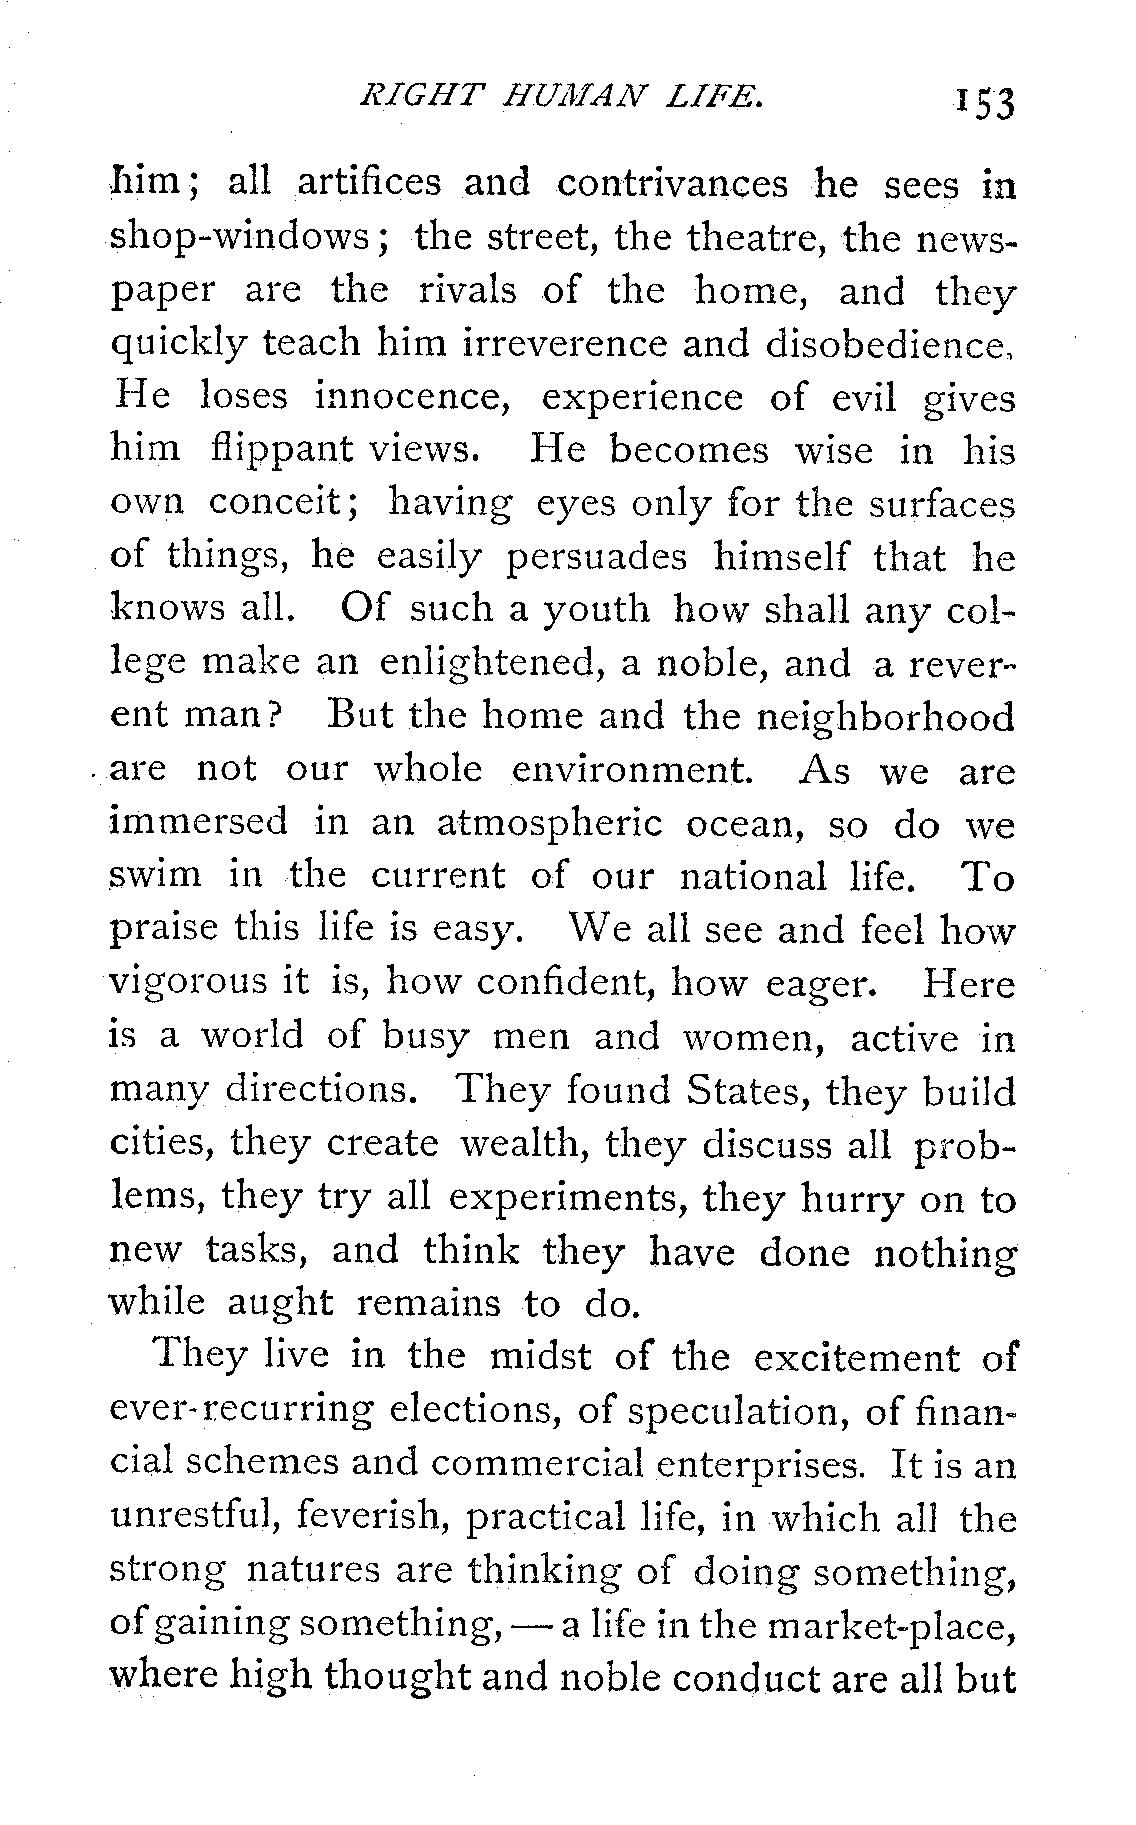 RIGHT HUMAN LIFE. 153
him; all artifices and contrivances he sees in
shop-windows; the street, the theatre, the news-
paper are the rivals of the home, and they
quickly teach him irreverence and disobedience.
He loses innocence, experience of evil gives
him flippant views. He becomes wise in his
own conceit; having eyes only for the surfaces
of things, he easily persuades himself that he
knows all. Of such a youth how shall any col-
lege make an enlightened, a noble, and a rever-
ent man? But the home and the neighborhood
are not our whole environment. As we are
immersed in an atmospheric ocean, so do we
swim in the current of our national life. To
praise this life is easy. We all see and feel how
vigorous it is, how confident, how eager. Here
is a world of busy men and women, active in
many directions. They found States, they build
cities, they create wealth, they discuss all prob-
lems, they try all experiments, they hurry on to
new tasks, and think they have done nothing
while aught remains to do.
They live in the midst of the excitement of
ever-recurring elections, of speculation, of finan-
cial schemes and commercial enterprises. It is an
unrestful, feverish, practical life, in which all the
strong natures are thinking of doing something,
of gaining something, — a life in the market-place,
where high thought and noble conduct are all but